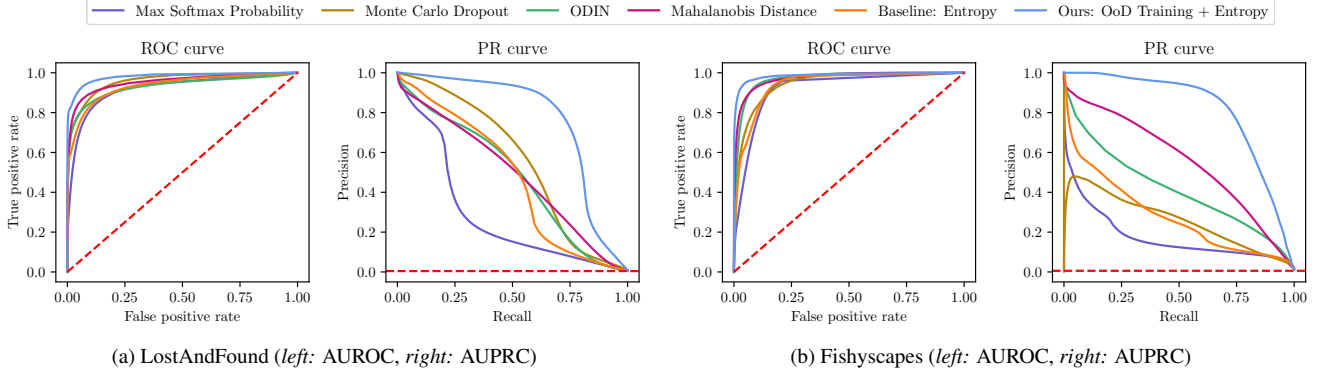 Max Softmax Probability Monte Carlo Dropout ODIN Mahalanobis Distance Baseline: Entropy Ours: OoD Training + Entropy
ROC curve
True positive rate
1.0
0.8
0.6
0.4
0.2
0.0
0.00 0.25 0.50 0.75 1.00
False positive rate
PR curve
Precision
1.0
0.8
0.6
0.4
0.2
0.0
0.00 0.25 0.50 0.75 1.00
Recall
(a) LostAndFound (left: AUROC, right: AUPRC)
ROC curve
True positive rate
1.0
0.8
0.6
0.4
0.2
0.0
0.00 0.25 0.50 0.75 1.00
False positive rate
PR curve
Precision
1.0
0.8
0.6
0.4
0.2
0.0
0.00 0.25 0.50 0.75 1.00
Recall
(b) Fishyscapes (left: AUROC, right: AUPRC)